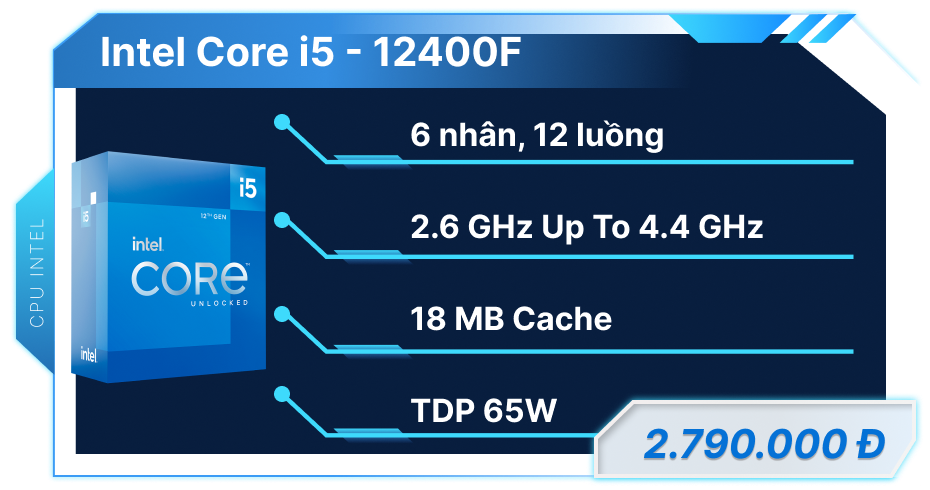 Intel Core i5 - 12400F
6 nhân, 12 luồng
i5
12TH GEN
i5
2.6 GHz Up To 4.4 GHz
CPU INTEL
intel
CORE
UNLOCKED
18 MB Cache
intel
TDP 65W
2.790.000 Đ